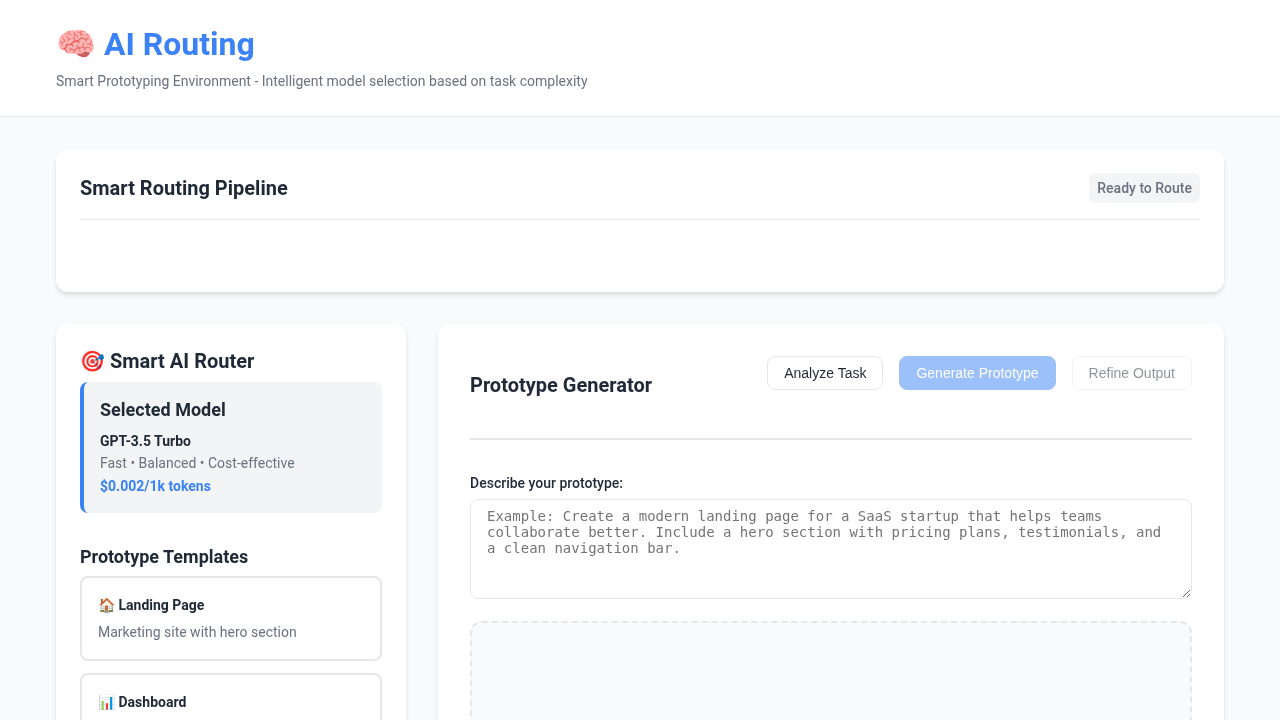 🧠 AI Routing
Smart Prototyping Environment - Intelligent model selection based on task complexity
Smart Routing Pipeline
Ready to Route
🎯 Smart AI Router
Selected Model
GPT-3.5 Turbo
Fast • Balanced • Cost-effective
$0.002/1k tokens
Prototype Templates
🏠 Landing Page
Marketing site with hero section
📊 Dashboard
Prototype Generator
Analyze Task
Generate Prototype
Refine Output
Describe your prototype:
Example: Create a modern landing page for a SaaS startup that helps teams
collaborate better. Include a hero section with pricing plans, testimonials, and
a clean navigation bar.